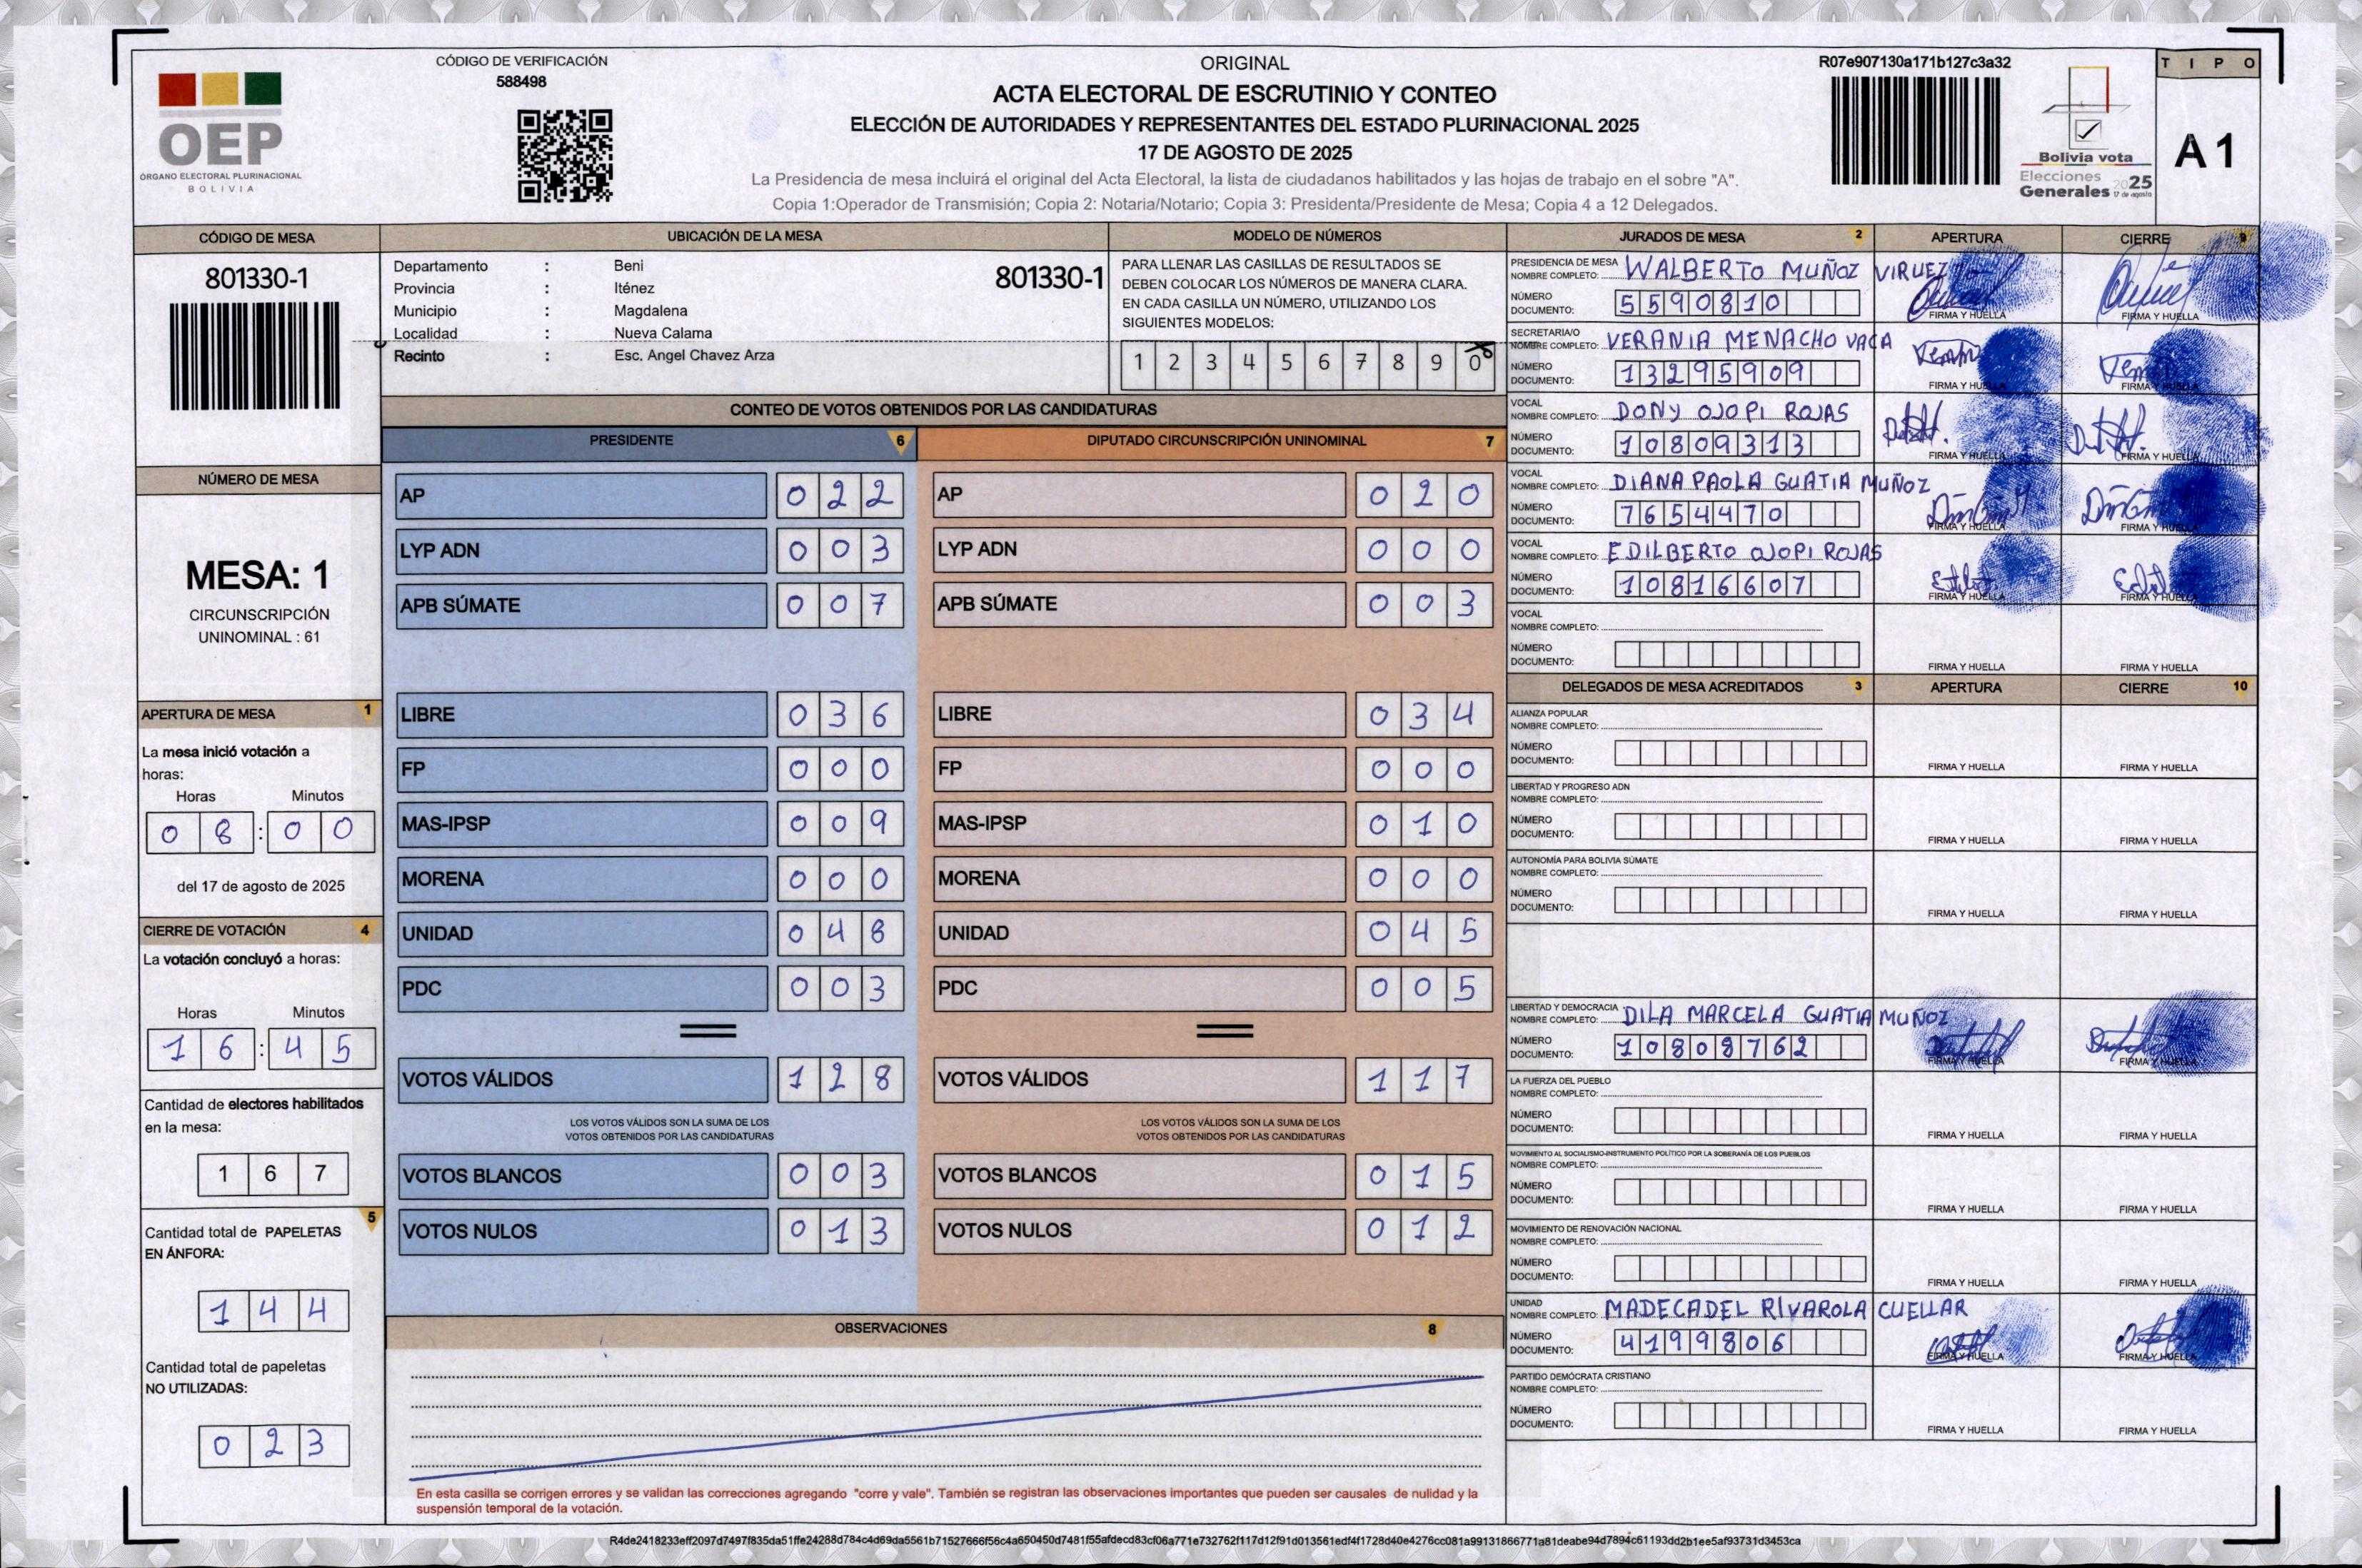 CÓDIGO DE VERIFICACIÓN
588498
OEP
ÓRGANO ELECTORAL PLURINACIONAL
BOLIVIA
ORIGINAL
ACTA ELECTORAL DE ESCRUTINIO Y CONTEO
ELECCIÓN DE AUTORIDADES Y REPRESENTANTES DEL ESTADO PLURINACIONAL 2025
17 DE AGOSTO DE 2025
La Presidencia de mesa incluirá el original del Acta Electoral, la lista de ciudadanos habilitados y las hojas de trabajo en el sobre "A".
Copia 1:Operador de Transmisión; Copia 2: Notaria/Notario; Copia 3: Presidenta/Presidente de Mesa; Copia 4 a 12 Delegados.
R07e907130a171b127c3a32
Bolivia vota
Elecciones
Generales 2025
17 de agosto
TIPO
A1
CÓDIGO DE MESA
801330-1
NÚMERO DE MESA
MESA: 1
CIRCUNSCRIPCIÓN
UNINOMINAL : 61
APERTURA DE MESA 1
La mesa inició votación a
horas:
Horas Minutos
08:00
del 17 de agosto de 2025
CIERRE DE VOTACIÓN 4
La votación concluyó a horas:
Horas Minutos
16:45
Cantidad de electores habilitados
en la mesa:
167
5
Cantidad total de PAPELETAS
EN ÁNFORA:
144
Cantidad total de papeletas
NO UTILIZADAS:
023
UBICACIÓN DE LA MESA
Departamento : Beni
801330-1
Provincia : Iténez
Municipio : Magdalena
Localidad : Nueva Calama
Recinto : Esc. Angel Chavez Arza
MODELO DE NÚMEROS
PARA LLENAR LAS CASILLAS DE RESULTADOS SE
DEBEN COLOCAR LOS NÚMEROS DE MANERA CLARA.
EN CADA CASILLA UN NÚMERO, UTILIZANDO LOS
SIGUIENTES MODELOS:
1 2 3 4 5 6 7 8 9 0
CONTEO DE VOTOS OBTENIDOS POR LAS CANDIDATURAS
PRESIDENTE 6
AP 022
LYP ADN 003
APB SÚMATE 007
LIBRE 036
FP 000
MAS-IPSP 009
MORENA 000
UNIDAD 048
PDC 003
VOTOS VÁLIDOS 128
LOS VOTOS VÁLIDOS SON LA SUMA DE LOS
VOTOS OBTENIDOS POR LAS CANDIDATURAS
VOTOS BLANCOS 003
VOTOS NULOS 013
DIPUTADO CIRCUNSCRIPCIÓN UNINOMINAL 7
AP 020
LYP ADN 000
APB SÚMATE 003
LIBRE 034
FP 000
MAS-IPSP 010
MORENA 000
UNIDAD 045
PDC 005
VOTOS VÁLIDOS 117
LOS VOTOS VÁLIDOS SON LA SUMA DE LOS
VOTOS OBTENIDOS POR LAS CANDIDATURAS
VOTOS BLANCOS 015
VOTOS NULOS 012
OBSERVACIONES 8
En esta casilla se corrigen errores y se validan las correcciones agregando "corre y vale". También se registran las observaciones importantes que pueden ser causales de nulidad y la
suspensión temporal de la votación.
JURADOS DE MESA 2 APERTURA CIERRE 9
PRESIDENCIA DE MESA
NOMBRE COMPLETO: WALBERTO MUÑOZ VIRUEZ
NÚMERO
DOCUMENTO: 5590810
FIRMA Y HUELLA FIRMA Y HUELLA
SECRETARIA/O
NOMBRE COMPLETO: VERANIA MENACHO VACA
NÚMERO
DOCUMENTO: 13295909
FIRMA Y HUELLA FIRMA Y HUELLA
VOCAL
NOMBRE COMPLETO: DONY OJOPI ROJAS
NÚMERO
DOCUMENTO: 10809313
FIRMA Y HUELLA FIRMA Y HUELLA
VOCAL
NOMBRE COMPLETO: DIANA PAOLA GUATIA MUÑOZ
NÚMERO
DOCUMENTO: 7654470
FIRMA Y HUELLA FIRMA Y HUELLA
VOCAL
NOMBRE COMPLETO: EDILBERTO OJOPI ROJAS
NÚMERO
DOCUMENTO: 10816607
FIRMA Y HUELLA FIRMA Y HUELLA
VOCAL
NOMBRE COMPLETO:
NÚMERO
DOCUMENTO:
FIRMA Y HUELLA FIRMA Y HUELLA
DELEGADOS DE MESA ACREDITADOS 3 APERTURA CIERRE 10
ALIANZA POPULAR
NOMBRE COMPLETO:
NÚMERO
DOCUMENTO:
FIRMA Y HUELLA FIRMA Y HUELLA
LIBERTAD Y PROGRESO ADN
NOMBRE COMPLETO:
NÚMERO
DOCUMENTO:
FIRMA Y HUELLA FIRMA Y HUELLA
AUTONOMÍA PARA BOLIVIA SÚMATE
NOMBRE COMPLETO:
NÚMERO
DOCUMENTO:
FIRMA Y HUELLA FIRMA Y HUELLA
LIBERTAD Y DEMOCRACIA
NOMBRE COMPLETO: DILA MARCELA GUATIA MUÑOZ
NÚMERO
DOCUMENTO: 10808762
FIRMA Y HUELLA FIRMA Y HUELLA
LA FUERZA DEL PUEBLO
NOMBRE COMPLETO:
NÚMERO
DOCUMENTO:
FIRMA Y HUELLA FIRMA Y HUELLA
MOVIMIENTO AL SOCIALISMO-INSTRUMENTO POLÍTICO POR LA SOBERANÍA DE LOS PUEBLOS
NOMBRE COMPLETO:
NÚMERO
DOCUMENTO:
FIRMA Y HUELLA FIRMA Y HUELLA
MOVIMIENTO DE RENOVACIÓN NACIONAL
NOMBRE COMPLETO:
NÚMERO
DOCUMENTO:
FIRMA Y HUELLA FIRMA Y HUELLA
UNIDAD
NOMBRE COMPLETO: MADECADEL RIVAROLA CUELLAR
NÚMERO
DOCUMENTO: 4199806
FIRMA Y HUELLA FIRMA Y HUELLA
PARTIDO DEMÓCRATA CRISTIANO
NOMBRE COMPLETO:
NÚMERO
DOCUMENTO:
FIRMA Y HUELLA FIRMA Y HUELLA